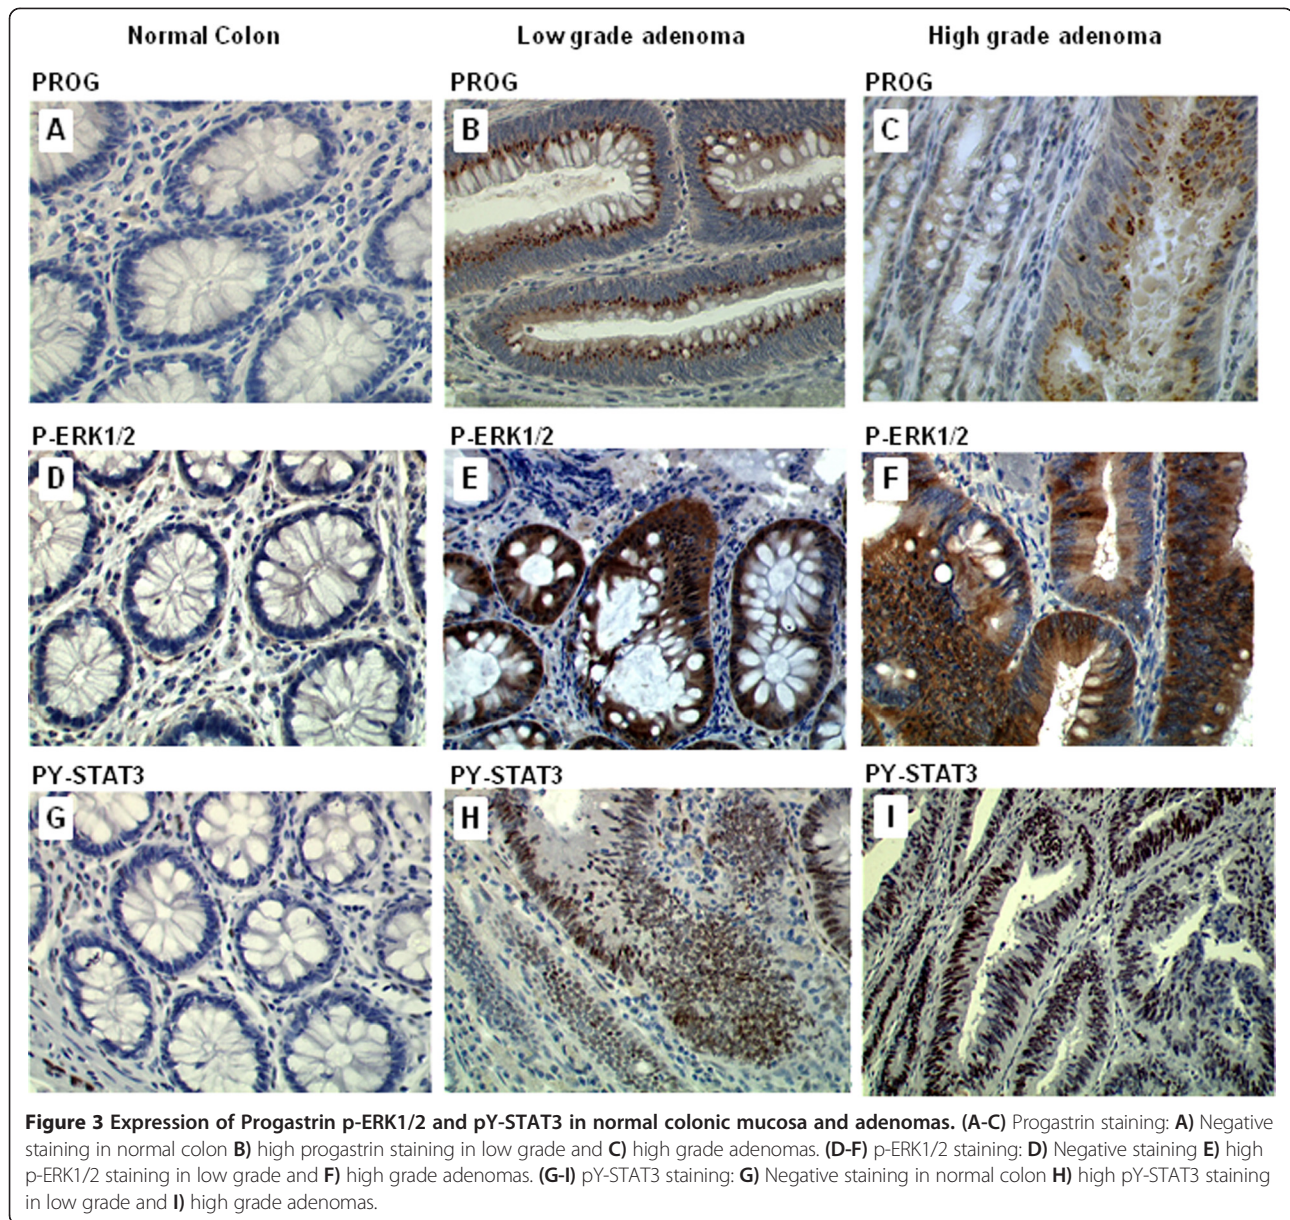 Normal Colon Low grade adenoma High grade adenoma
PROG PROG PROG
A B C
P-ERK1/2 P-ERK1/2 P-ERK1/2
D E F
PY-STAT3 PY-STAT3 PY-STAT3
G H I
Figure 3 Expression of Progastrin p-ERK1/2 and pY-STAT3 in normal colonic mucosa and adenomas. (A-C) Progastrin staining: A) Negative
staining in normal colon B) high progastrin staining in low grade and C) high grade adenomas. (D-F) p-ERK1/2 staining: D) Negative staining E) high
p-ERK1/2 staining in low grade and F) high grade adenomas. (G-I) pY-STAT3 staining: G) Negative staining in normal colon H) high pY-STAT3 staining
in low grade and I) high grade adenomas.